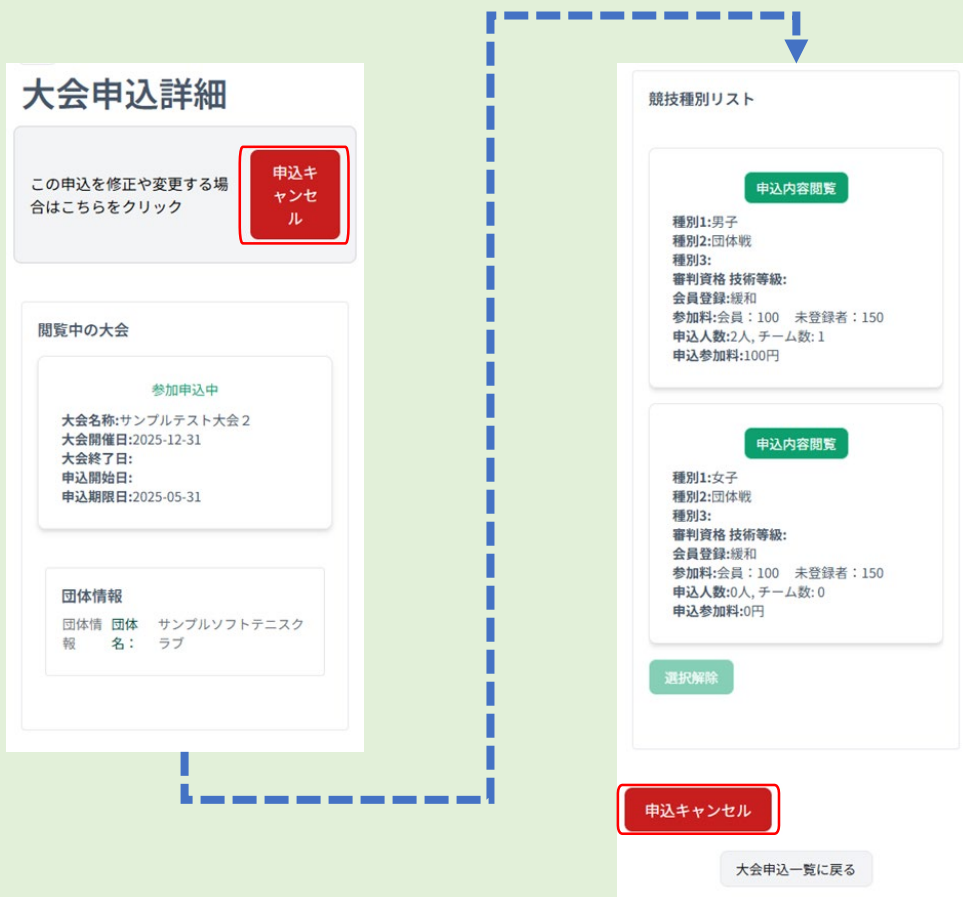 大会申込詳細
この申込を修正や変更する場
合はこちらをクリック
申込キ
ャンセ
ル
閲覧中の大会
参加申込中
大会名称:サンプルテスト大会２
大会開催日:2025-12-31
大会終了日:
申込開始日:
申込期限日:2025-05-31
団体情報
団体情 団体 サンプルソフトテニスク
報 名： ラブ
競技種別リスト
申込内容閲覧
種別1:男子
種別2:団体戦
種別3:
審判資格 技術等級:
会員登録:緩和
参加料:会員：100　未登録者：150
申込人数:2人, チーム数: 1
申込参加料:100円
申込内容閲覧
種別1:女子
種別2:団体戦
種別3:
審判資格 技術等級:
会員登録:緩和
参加料:会員：100　未登録者：150
申込人数:0人, チーム数: 0
申込参加料:0円
選択解除
申込キャンセル
大会申込一覧に戻る